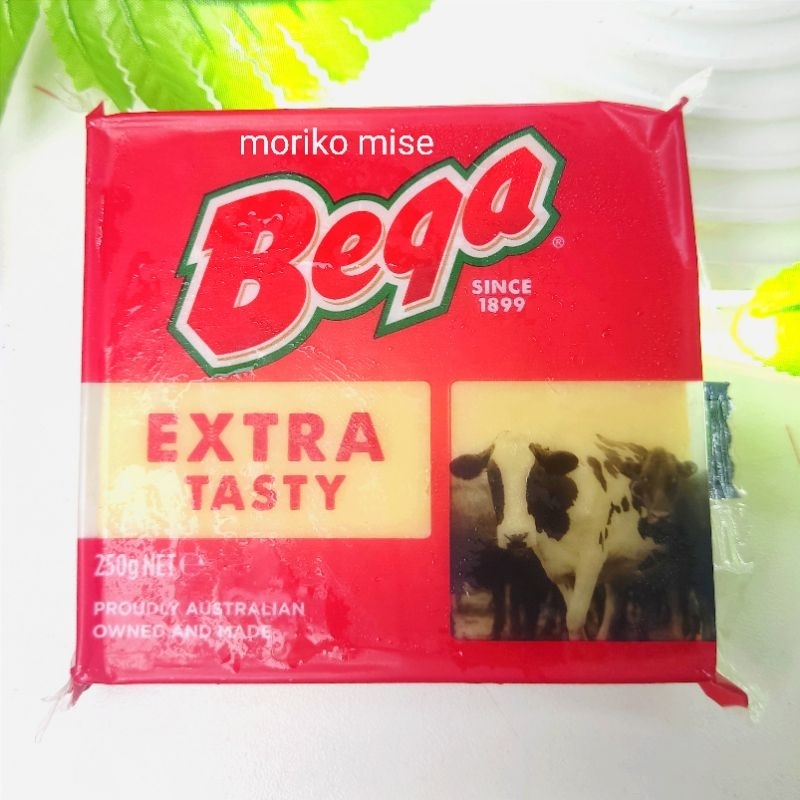 moriko mise
Bega
®
SINCE
1899
EXTRA
TASTY
250g NET ℮
PROUDLY AUSTRALIAN
OWNED AND MADE